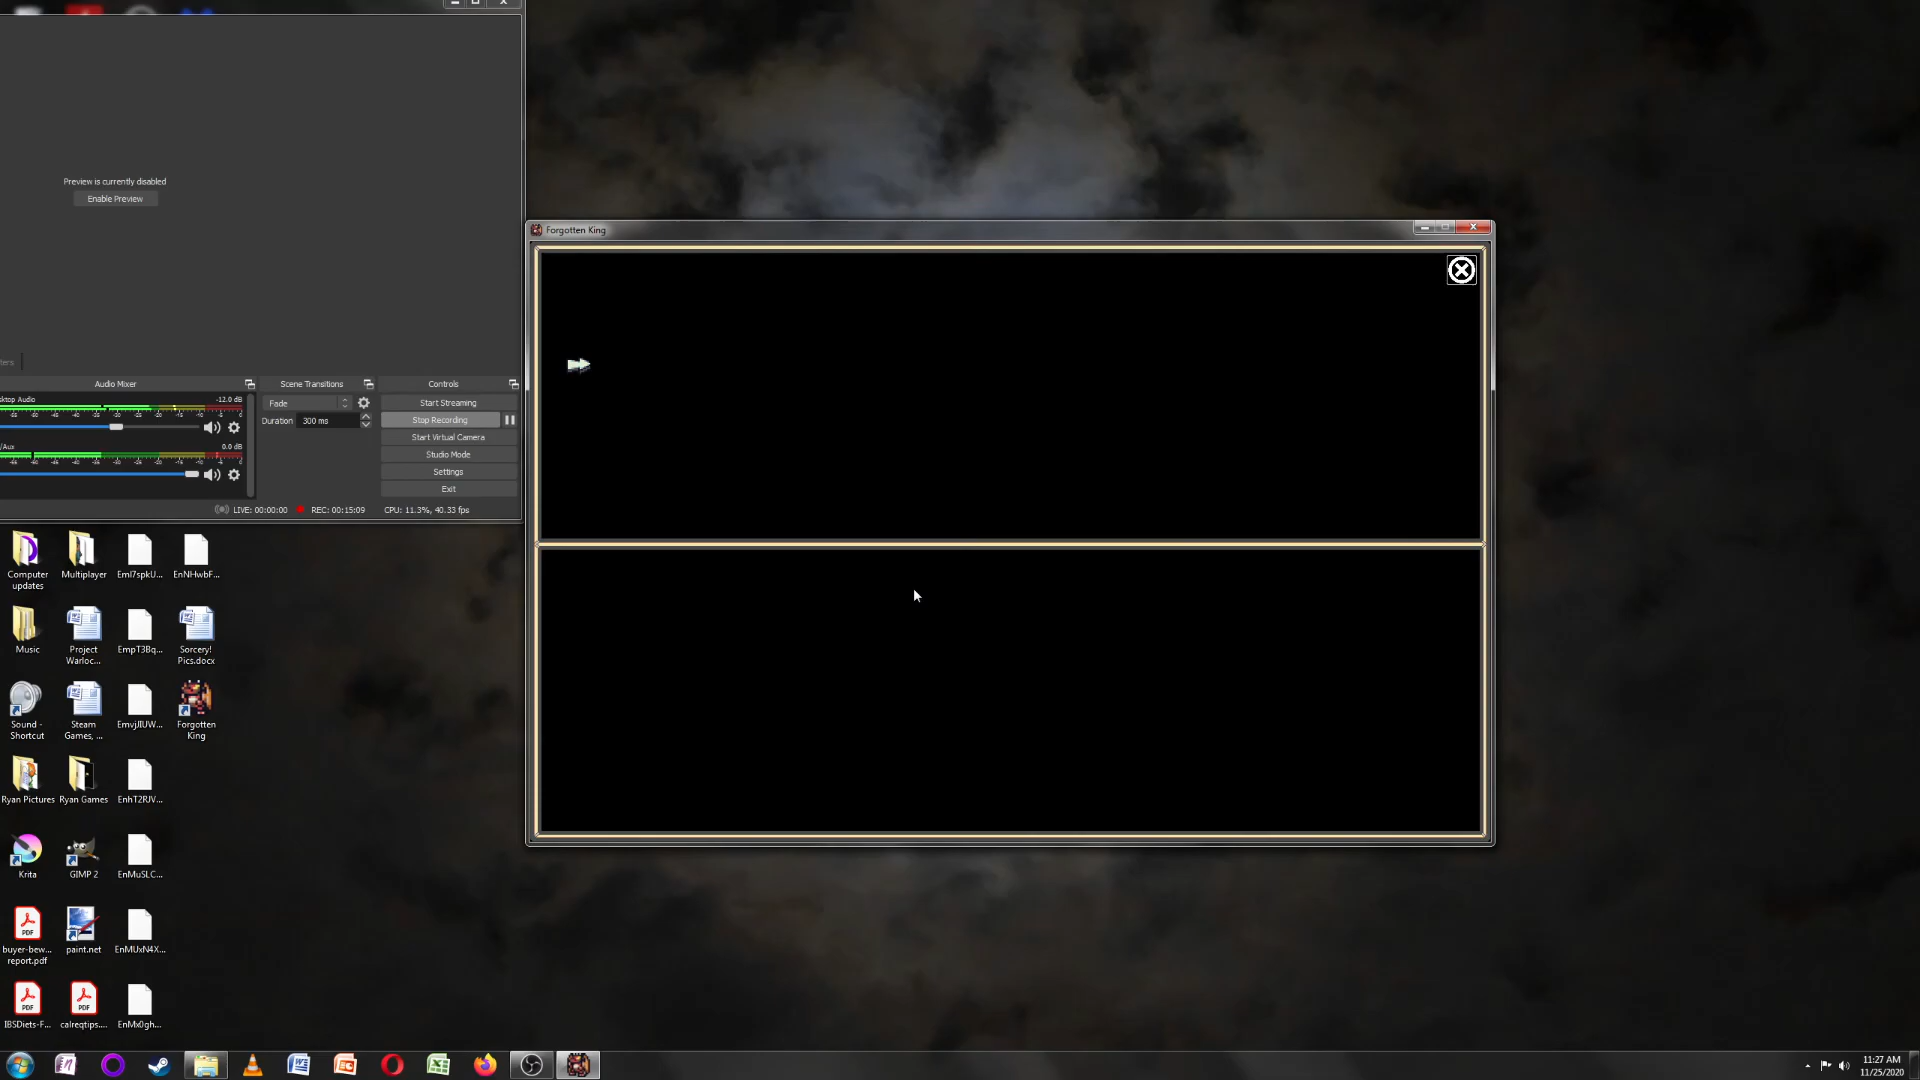 Preview is currently disabled
Enable Preview
Forgotten King
Audio Mixer
Scene Transitions
Controls
-12.0 dB
Fade
Start Streaming
Duration 300 ms
Stop Recording
Start Virtual Camera
/Aux
0.0 dB
Studio Mode
Settings
Exit
LIVE: 00:00:00
REC: 00:15:09
CPU: 11.3%, 40.33 fps
Computer updates
Multiplayer
EmI7spkU...
EnNHwbF...
Music
Project Warloc...
EmpT3Bq...
Sorcery! Pics.docx
Sound - Shortcut
Steam Games, ...
EmvjJIUW...
Forgotten King
Ryan Pictures
Ryan Games
EnhT2RJV...
Krita
GIMP 2
EnMuSLC...
buyer-bew... report.pdf
paint.net
EnMUxN4X...
IBSDiets-F...
calreqtips....
EnMx0gh...
11:27 AM
11/25/2020